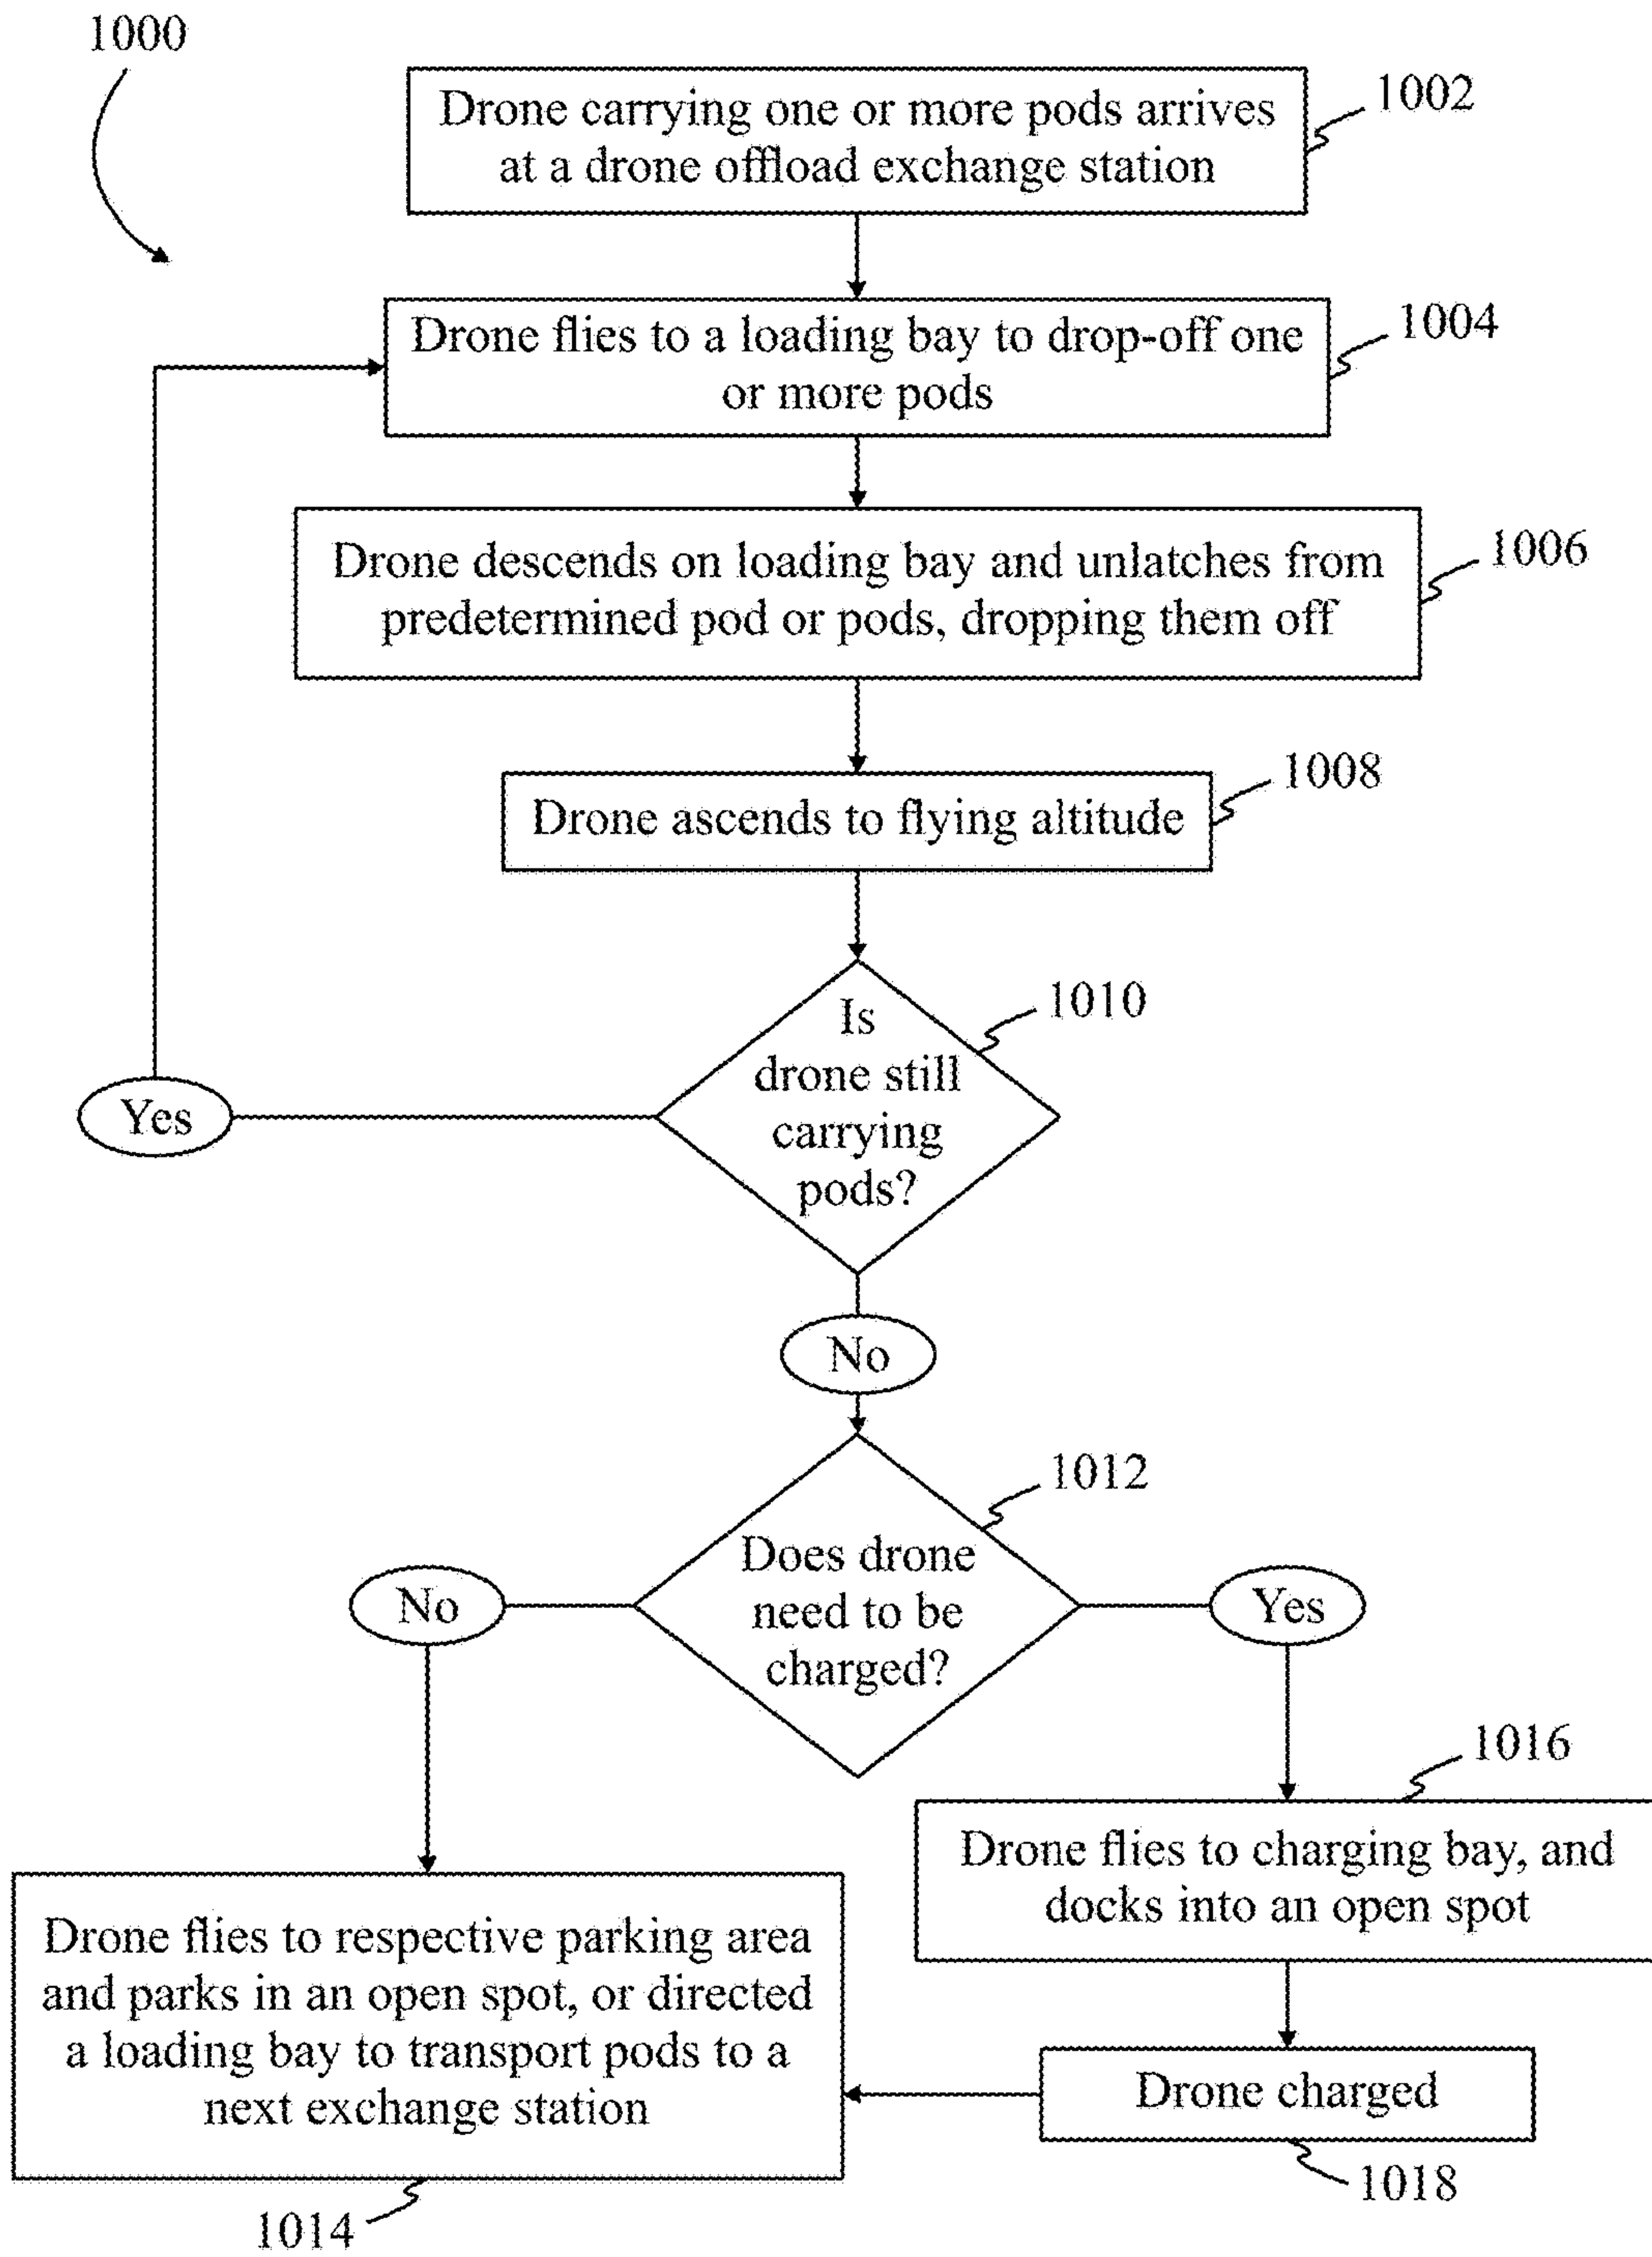 1000
Drone carrying one or more pods arrives
at a drone offload exchange station
1002
Drone flies to a loading bay to drop-off one
or more pods
1004
Drone descends on loading bay and unlatches from
predetermined pod or pods, dropping them off
1006
Drone ascends to flying altitude
1008
Is
drone still
carrying
pods?
1010
Yes
No
Does drone
need to be
charged?
1012
No
Yes
1016
Drone flies to charging bay, and
docks into an open spot
Drone flies to respective parking area
and parks in an open spot, or directed
a loading bay to transport pods to a
next exchange station
1014
Drone charged
1018